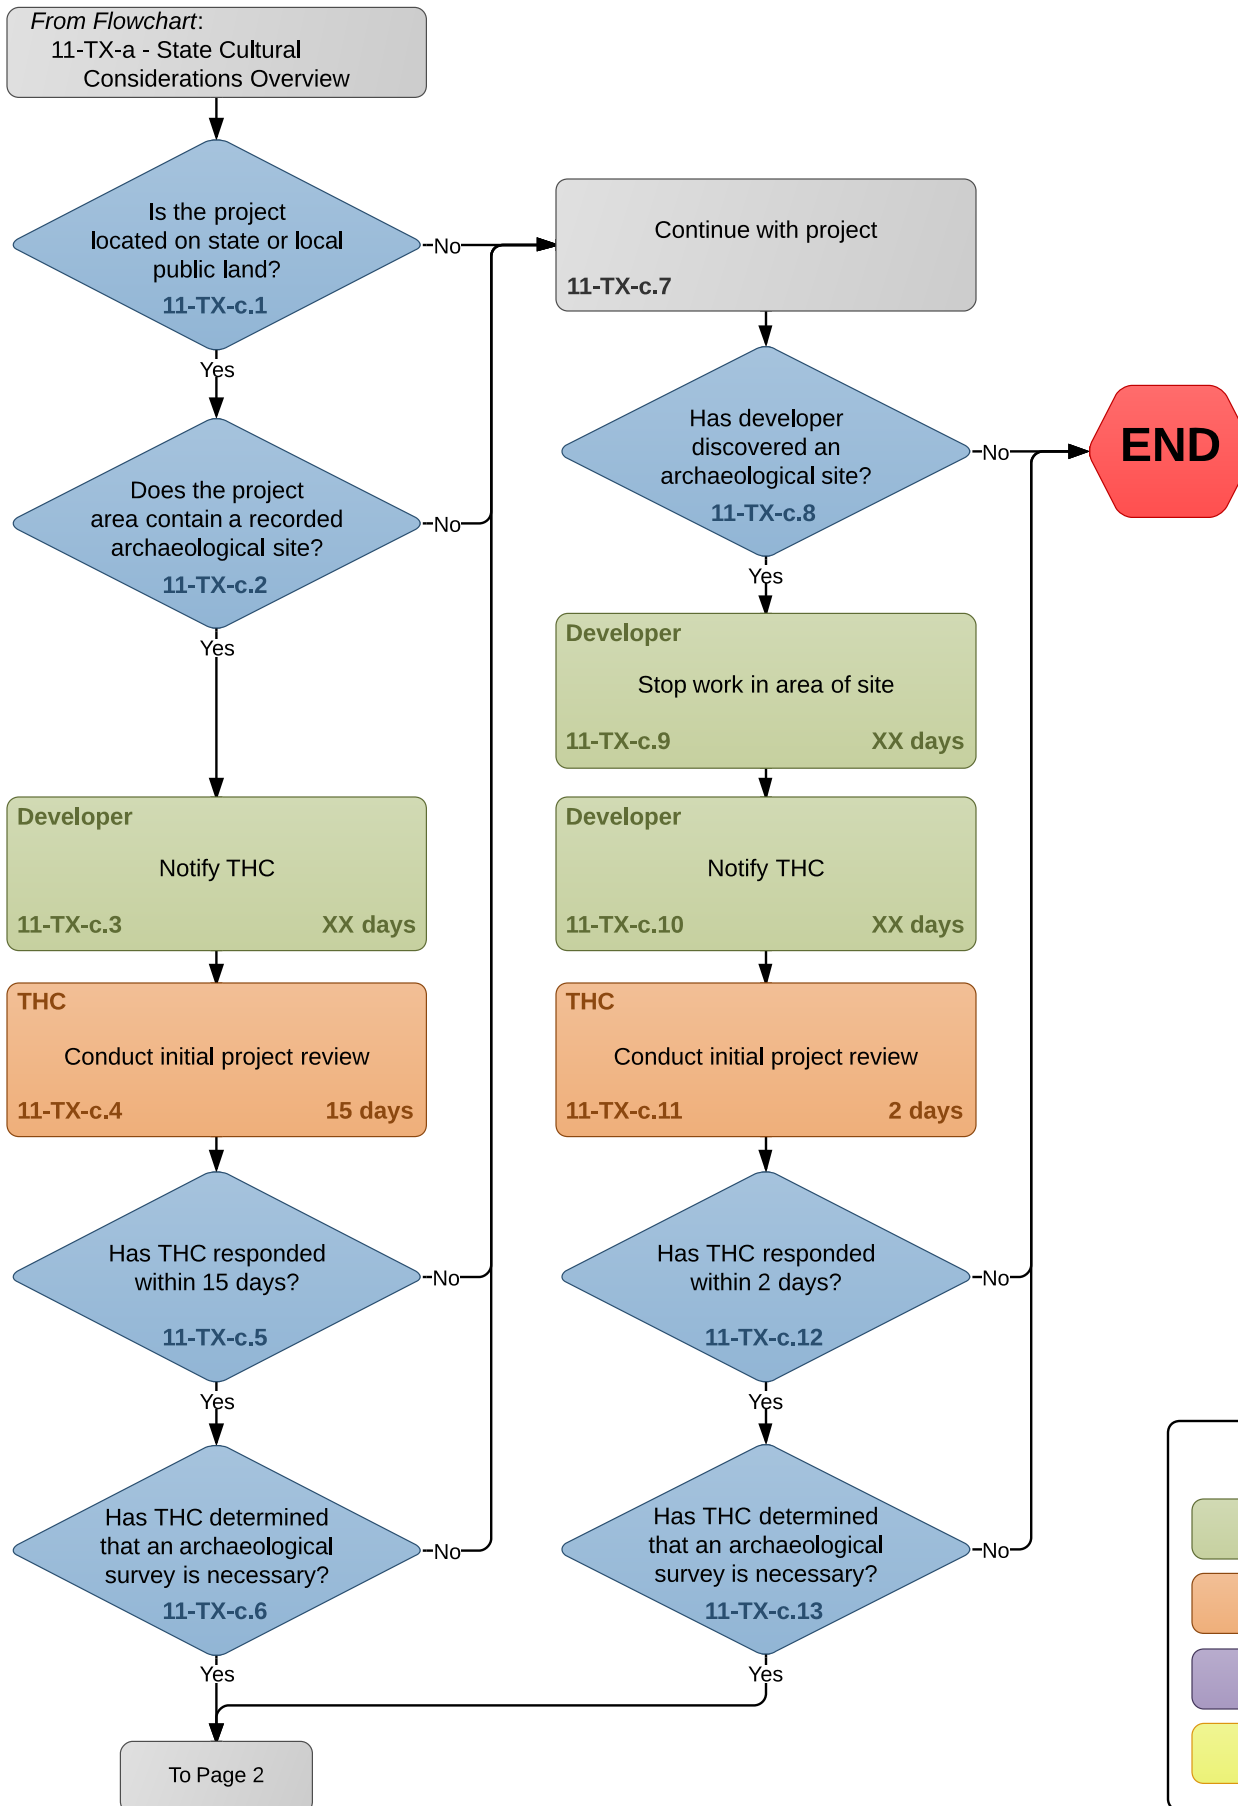 From Flowchart:
11-TX-a - State Cultural
Considerations Overview
Is the project
located on state or local
public land?
11-TX-c.1
No
Yes
Does the project
area contain a recorded
archaeological site?
11-TX-c.2
No
Yes
Developer
Notify THC
11-TX-c.3
XX days
THC
Conduct initial project review
11-TX-c.4
15 days
Has THC responded
within 15 days?
11-TX-c.5
No
Yes
Has THC determined
that an archaeological
survey is necessary?
11-TX-c.6
No
Yes
Continue with project
11-TX-c.7
Has developer
discovered an
archaeological site?
11-TX-c.8
No
Yes
Developer
Stop work in area of site
11-TX-c.9
XX days
Developer
Notify THC
11-TX-c.10
XX days
THC
Conduct initial project review
11-TX-c.11
2 days
Has THC responded
within 2 days?
11-TX-c.12
No
Yes
Has THC determined
that an archaeological
survey is necessary?
11-TX-c.13
No
Yes
END
To Page 2